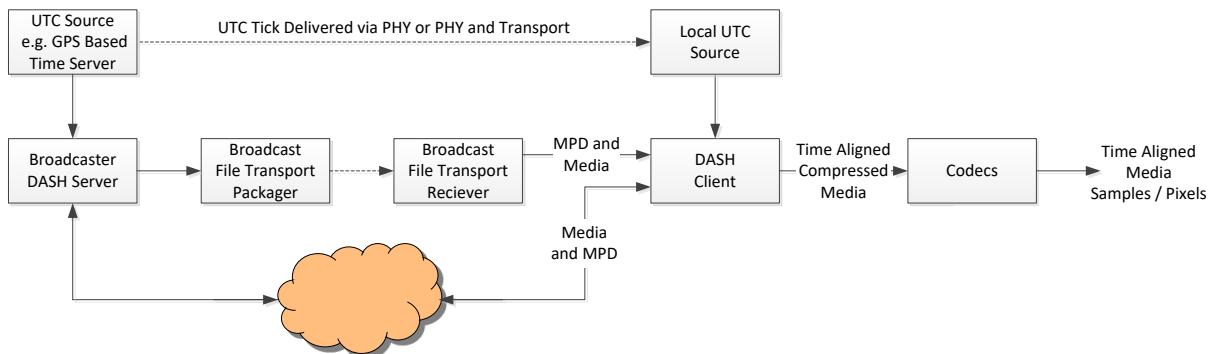 UTC Source
e.g. GPS Based
Time Server
UTC Tick Delivered via PHY or PHY and Transport
Local UTC
Source
Broadcaster
DASH Server
Broadcast
File Transport
Packager
Broadcast
File Transport
Reciever
MPD and
Media
DASH
Client
Time Aligned
Compressed
Media
Codecs
Time Aligned
Media
Samples / Pixels
Media
and MPD